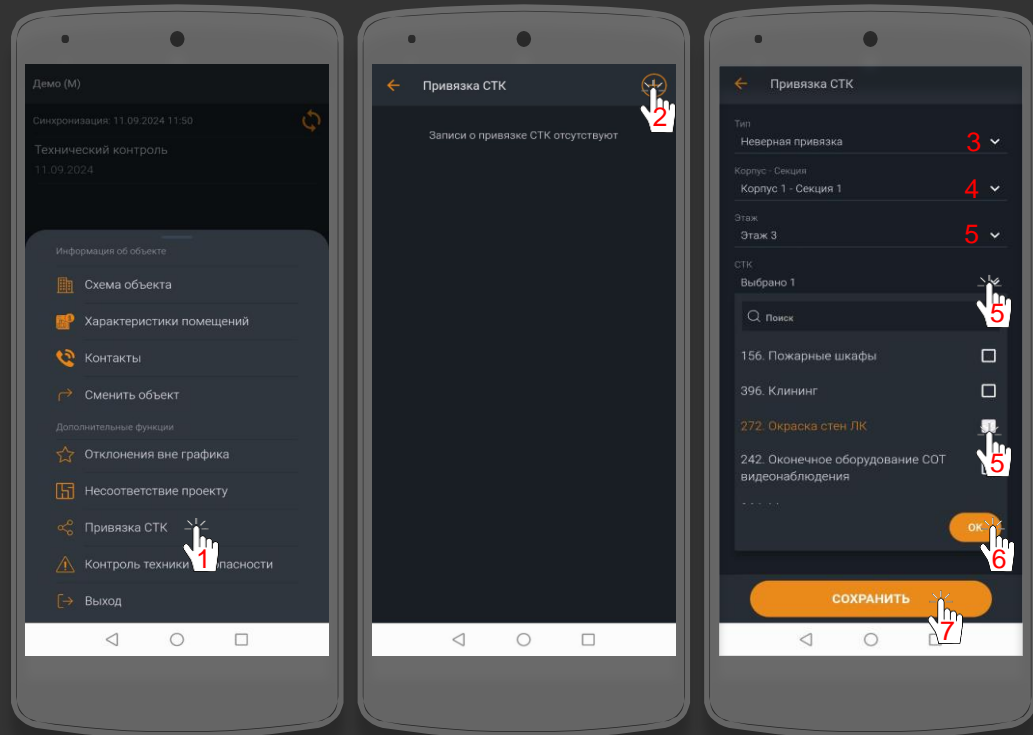 Демо (М)
Синхронизация: 11.09.2024 11:50
Технический контроль
11.09.2024
Информация об объекте
Схема объекта
Характеристики помещений
Контакты
Сменить объект
Дополнительные функции
Отклонения вне графика
Несоответствие проекту
Привязка СТК
1
Контроль техники опасности
Выход
Привязка СТК
2
Записи о привязке СТК отсутствуют
Привязка СТК
Тип
Неверная привязка
3
Корпус - Секция
Корпус 1 - Секция 1
4
Этаж
Этаж 3
5
СТК
Выбрано 1
5
Поиск
156. Пожарные шкафы
396. Клининг
272. Окраска стен ЛК
5
242. Оконечное оборудование СОТ
видеонаблюдения
ОК
6
СОХРАНИТЬ
7